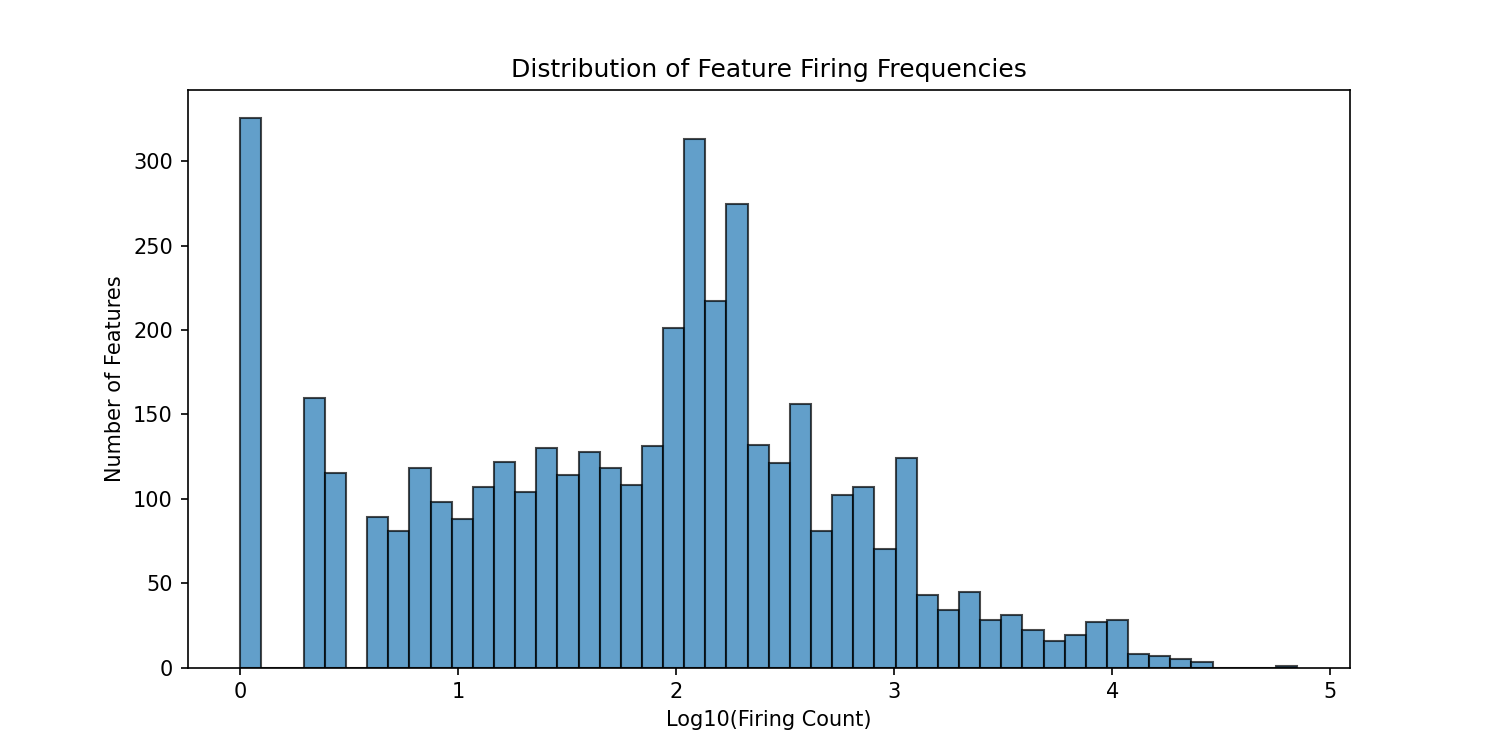 Distribution of Feature Firing Frequencies
300
250
200
150
100
50
0
Number of Features
0 1 2 3 4 5
Log10(Firing Count)